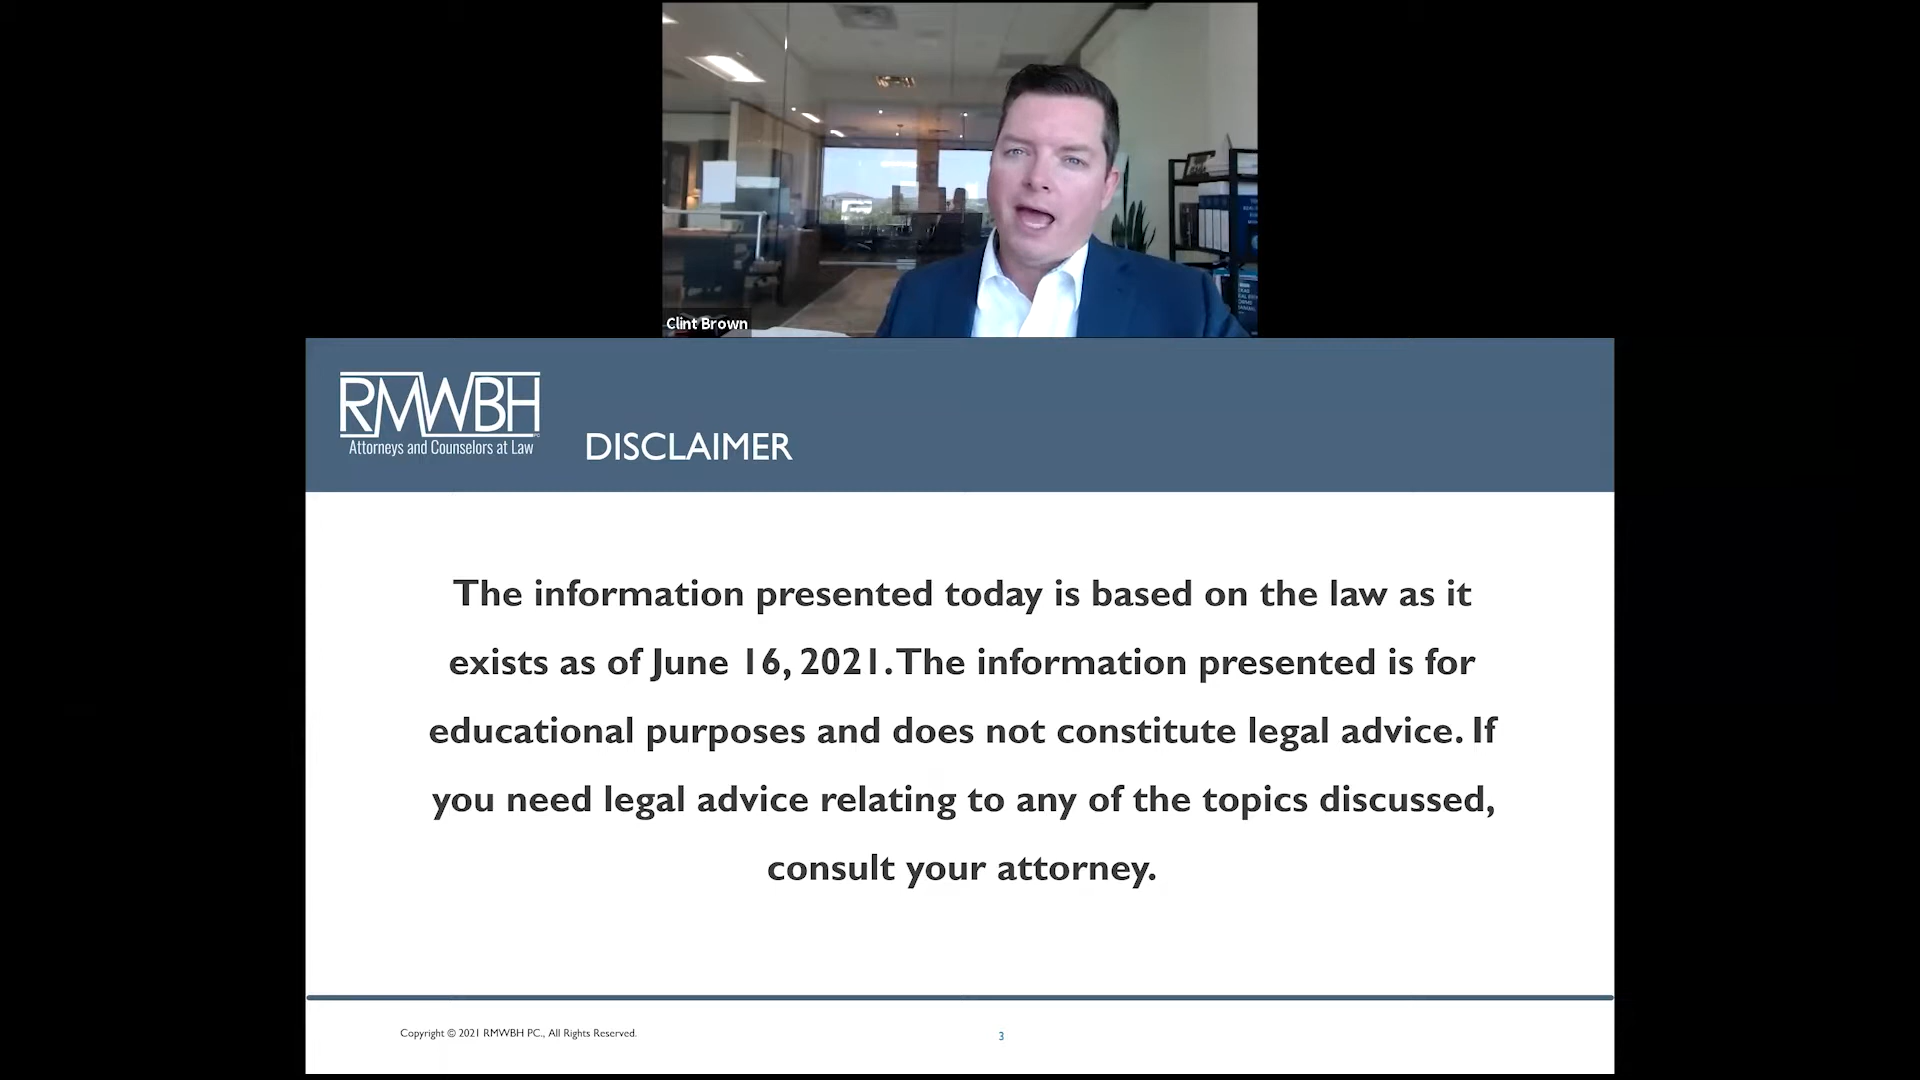 Clint Brown
RMWBH
PC
Attorneys and Counselors at Law
DISCLAIMER
The information presented today is based on the law as it
exists as of June 16, 2021. The information presented is for
educational purposes and does not constitute legal advice. If
you need legal advice relating to any of the topics discussed,
consult your attorney.
Copyright © 2021 RMWBH PC., All Rights Reserved.
3